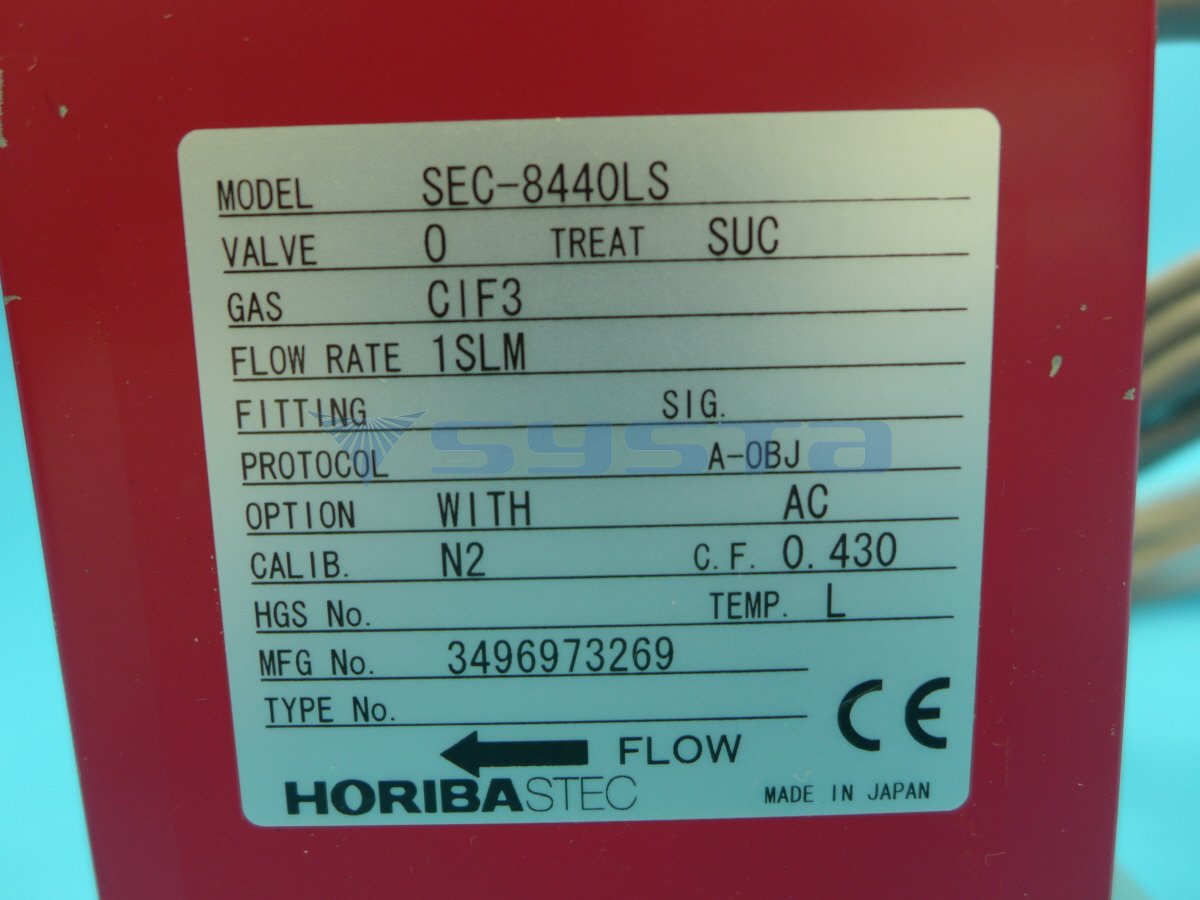 MODEL SEC-8440LS
VALVE O TREAT SUC
GAS ClF3
FLOW RATE 1SLM
FITTING SIG.
systa
PROTOCOL A-OBJ
OPTION WITH AC
CALIB. N2 C.F. 0.430
HGS No. TEMP. L
MFG No. 3496973269
TYPE No.
CE
FLOW
HORIBASTEC
MADE IN JAPAN